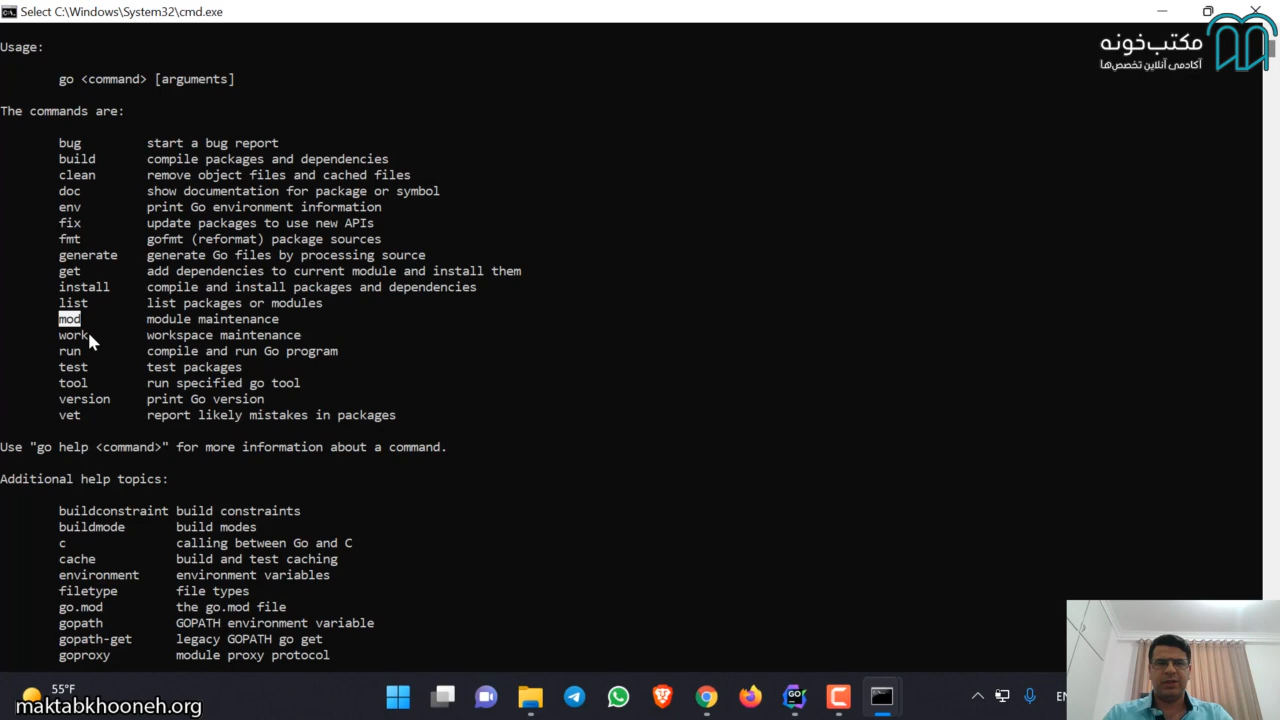 Select C:\Windows\System32\cmd.exe
مکتب‌خونه
آکادمی آنلاین تخصص‌ها
Usage:
go <command> [arguments]
The commands are:
bug start a bug report
build compile packages and dependencies
clean remove object files and cached files
doc show documentation for package or symbol
env print Go environment information
fix update packages to use new APIs
fmt gofmt (reformat) package sources
generate generate Go files by processing source
get add dependencies to current module and install them
install compile and install packages and dependencies
list list packages or modules
mod module maintenance
work workspace maintenance
run compile and run Go program
test test packages
tool run specified go tool
version print Go version
vet report likely mistakes in packages
Use "go help <command>" for more information about a command.
Additional help topics:
buildconstraint build constraints
buildmode build modes
c calling between Go and C
cache build and test caching
environment environment variables
filetype file types
go.mod the go.mod file
gopath GOPATH environment variable
gopath-get legacy GOPATH go get
goproxy module proxy protocol
55°F
maktabkhooneh.org